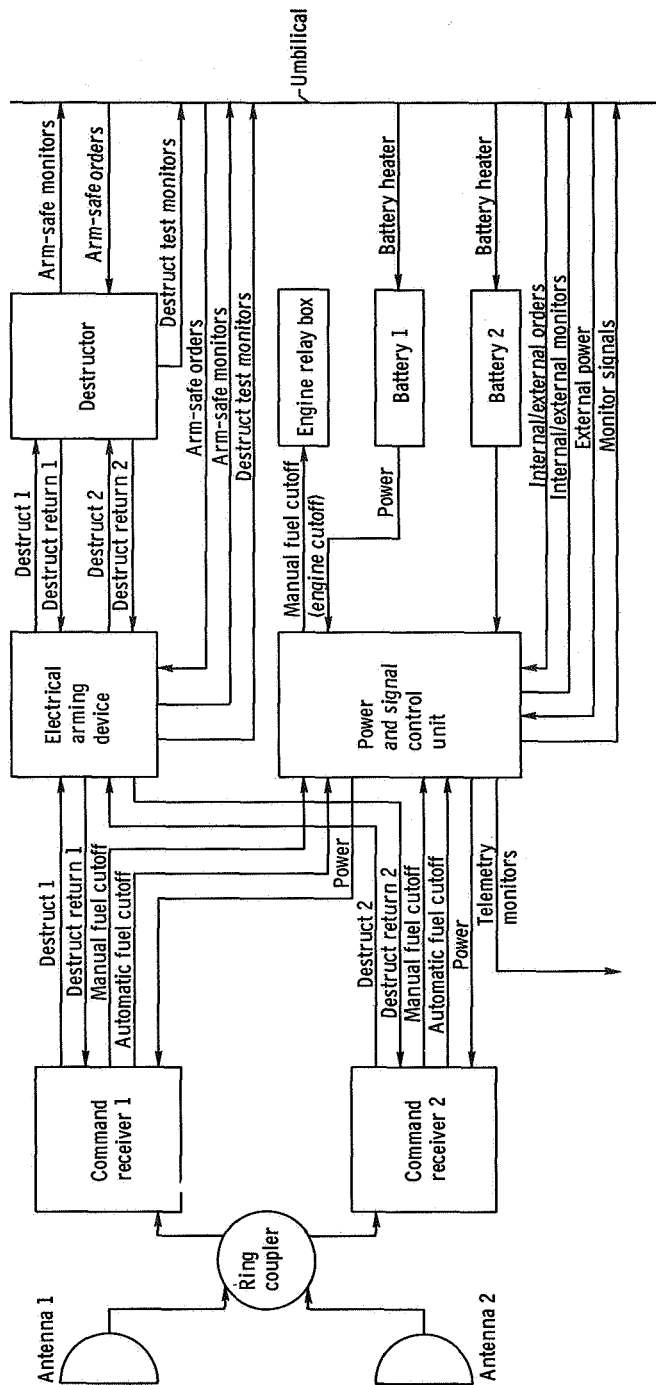 Antenna 1
Antenna 2
Ring
coupler
Command
receiver 1
Command
receiver 2
Destruct 1
Destruct return 1
Manual fuel cutoff
Automatic fuel cutoff
Power
Destruct 2
Destruct return 2
Manual fuel cutoff
Automatic fuel cutoff
Power
Telemetry
monitors
Electrical
arming
device
Power
and signal
control
unit
Destruct 1
Destruct return 1
Destruct 2
Destruct return 2
Manual fuel cutoff
(engine cutoff)
Power
Destructor
Engine relay box
Battery 1
Battery 2
Arm-safe monitors
Arm-safe orders
Destruct test monitors
Arm-safe orders
Arm-safe monitors
Destruct test monitors
Umbilical
Battery heater
Battery heater
Internal/external orders
Internal/external monitors
External power
Monitor signals